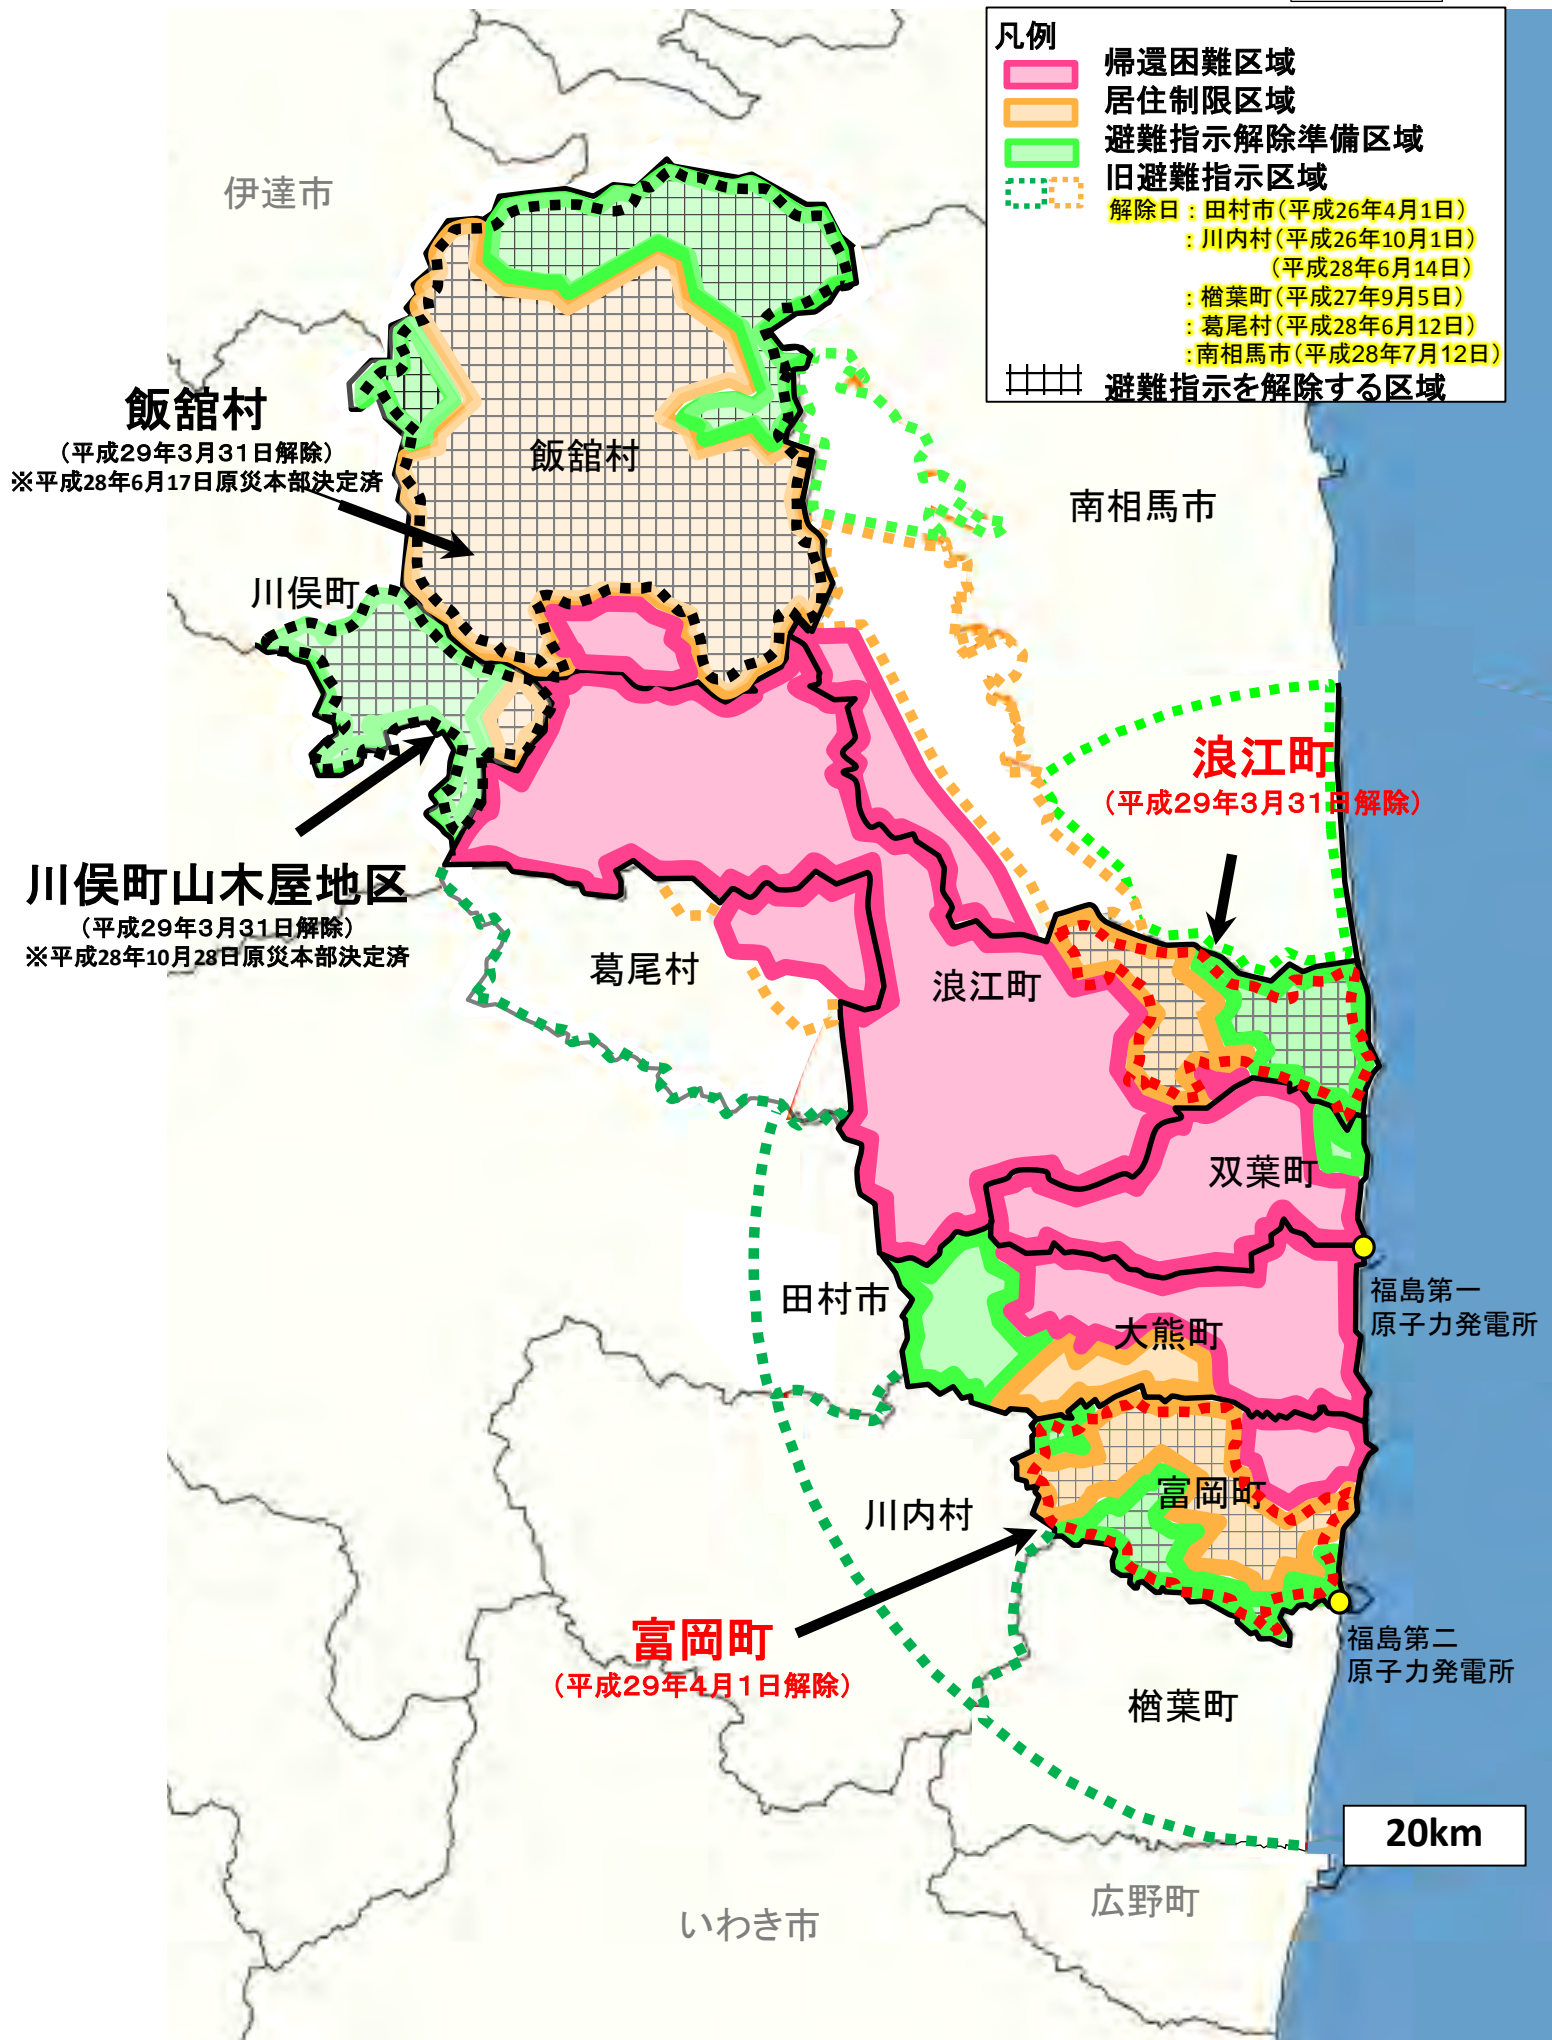 凡例
帰還困難区域
居住制限区域
避難指示解除準備区域
旧避難指示区域
解除日：田村市（平成26年4月1日）
：川内村（平成26年10月1日）
（平成28年6月14日）
：楢葉町（平成27年9月5日）
：葛尾村（平成28年6月12日）
：南相馬市（平成28年7月12日）
避難指示を解除する区域
伊達市
飯舘村
（平成29年3月31日解除）
※平成28年6月17日原災本部決定済
飯舘村
南相馬市
川俣町
浪江町
（平成29年3月31日解除）
川俣町山木屋地区
（平成29年3月31日解除）
※平成28年10月28日原災本部決定済
葛尾村
浪江町
双葉町
田村市
福島第一
原子力発電所
大熊町
富岡町
川内村
富岡町
（平成29年4月1日解除）
福島第二
原子力発電所
楢葉町
20km
広野町
いわき市